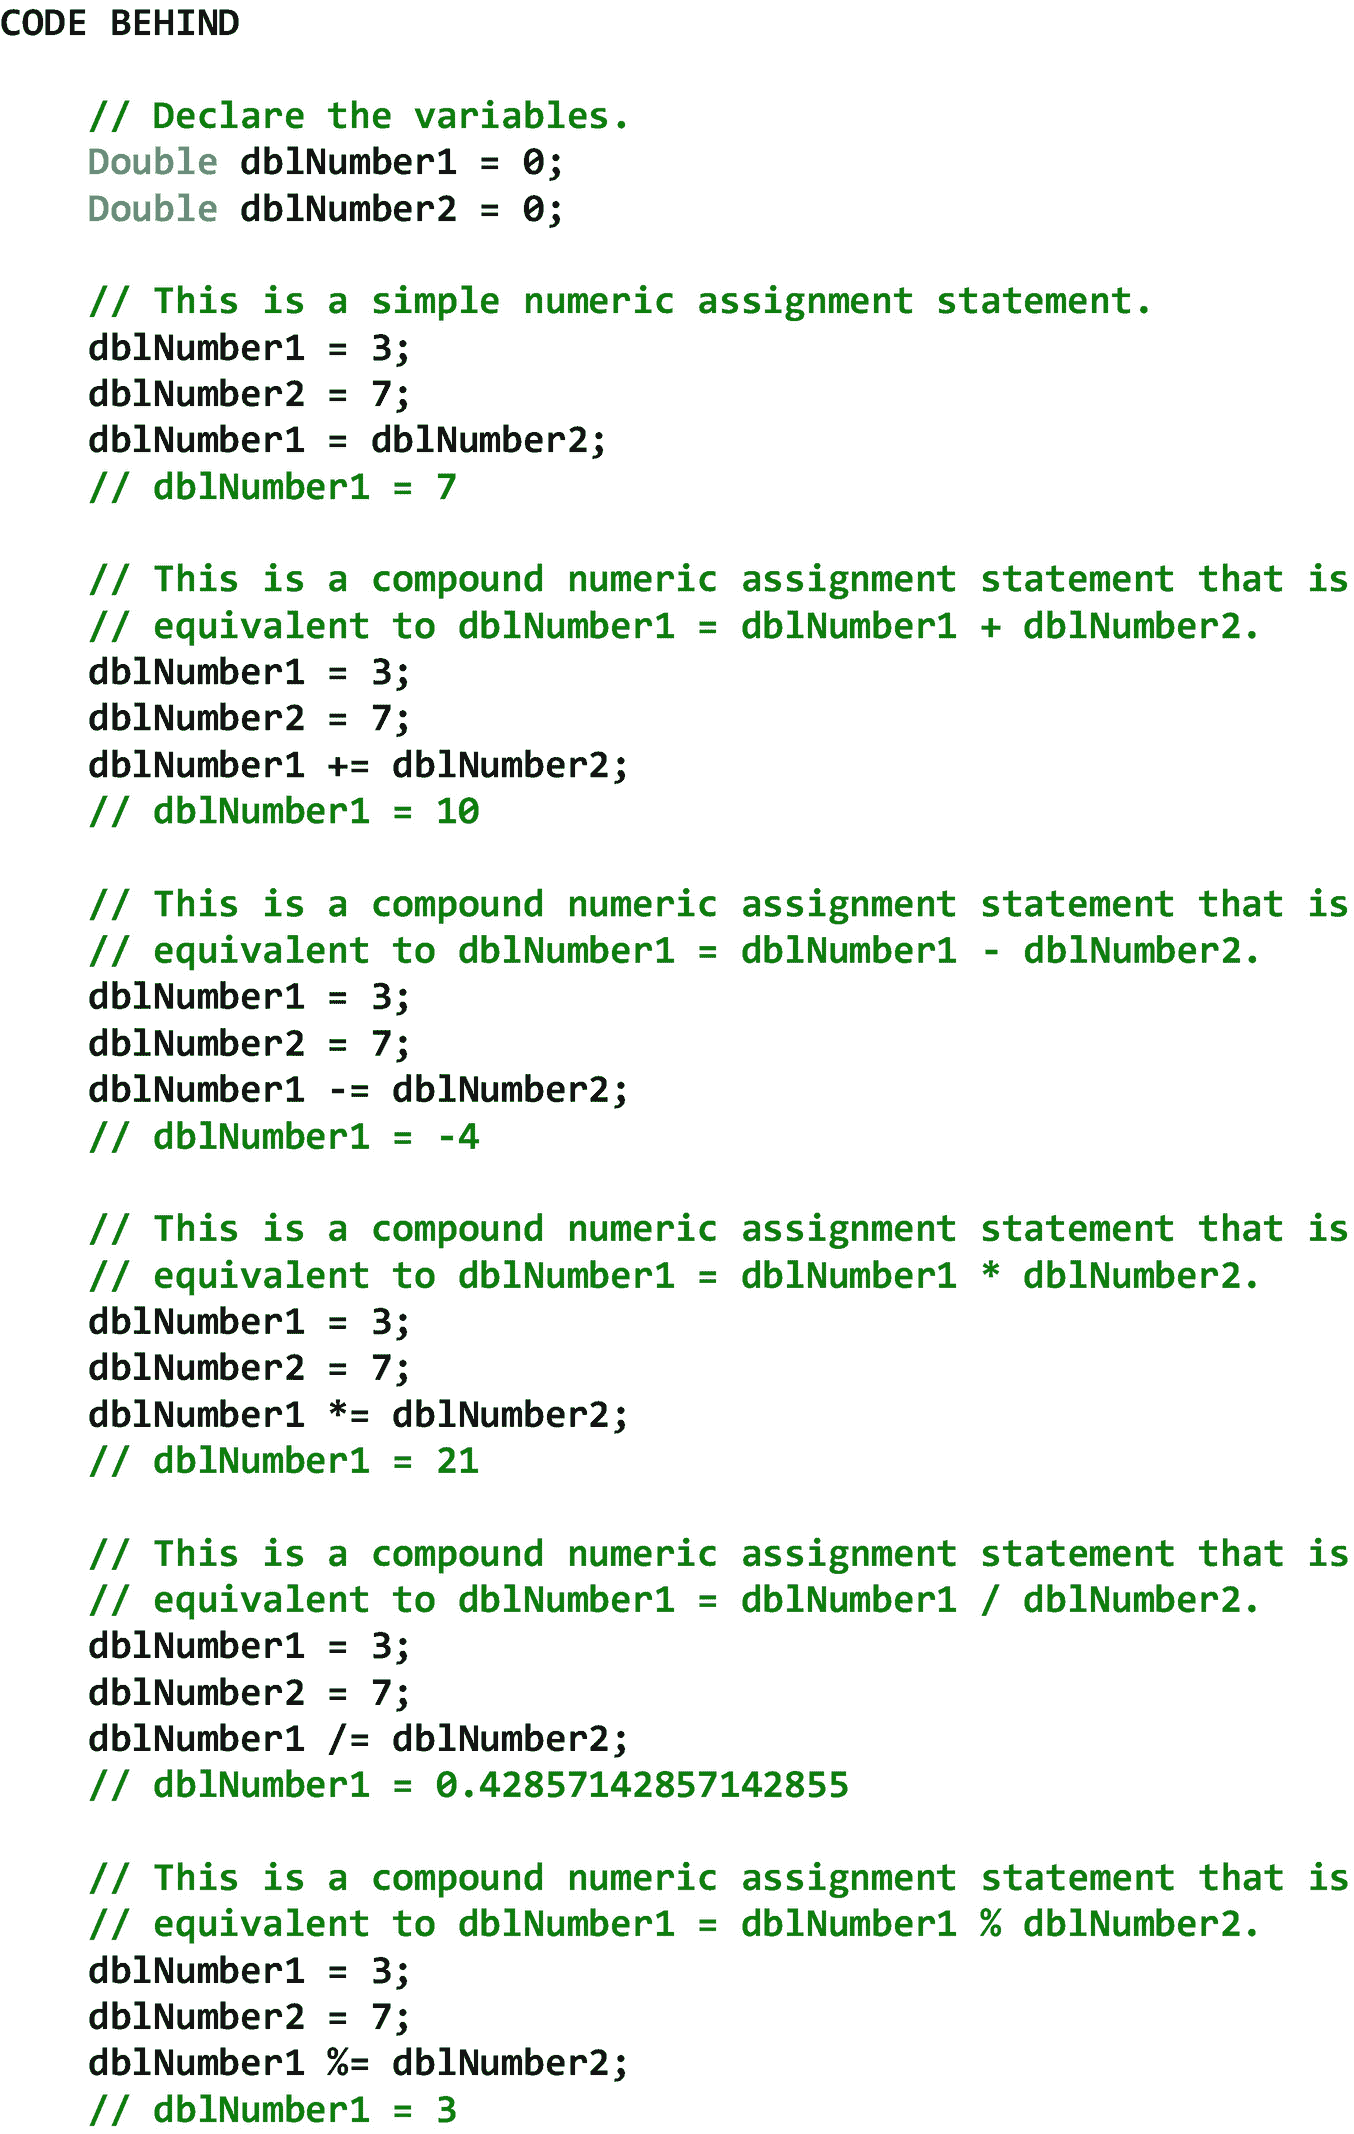 CODE BEHIND
// Declare the variables.
Double dblNumber1 = 0;
Double dblNumber2 = 0;
// This is a simple numeric assignment statement.
dblNumber1 = 3;
dblNumber2 = 7;
dblNumber1 = dblNumber2;
// dblNumber1 = 7
// This is a compound numeric assignment statement that is
// equivalent to dblNumber1 = dblNumber1 + dblNumber2.
dblNumber1 = 3;
dblNumber2 = 7;
dblNumber1 += dblNumber2;
// dblNumber1 = 10
// This is a compound numeric assignment statement that is
// equivalent to dblNumber1 = dblNumber1 - dblNumber2.
dblNumber1 = 3;
dblNumber2 = 7;
dblNumber1 -= dblNumber2;
// dblNumber1 = -4
// This is a compound numeric assignment statement that is
// equivalent to dblNumber1 = dblNumber1 * dblNumber2.
dblNumber1 = 3;
dblNumber2 = 7;
dblNumber1 *= dblNumber2;
// dblNumber1 = 21
// This is a compound numeric assignment statement that is
// equivalent to dblNumber1 = dblNumber1 / dblNumber2.
dblNumber1 = 3;
dblNumber2 = 7;
dblNumber1 /= dblNumber2;
// dblNumber1 = 0.42857142857142855
// This is a compound numeric assignment statement that is
// equivalent to dblNumber1 = dblNumber1 % dblNumber2.
dblNumber1 = 3;
dblNumber2 = 7;
dblNumber1 %= dblNumber2;
// dblNumber1 = 3